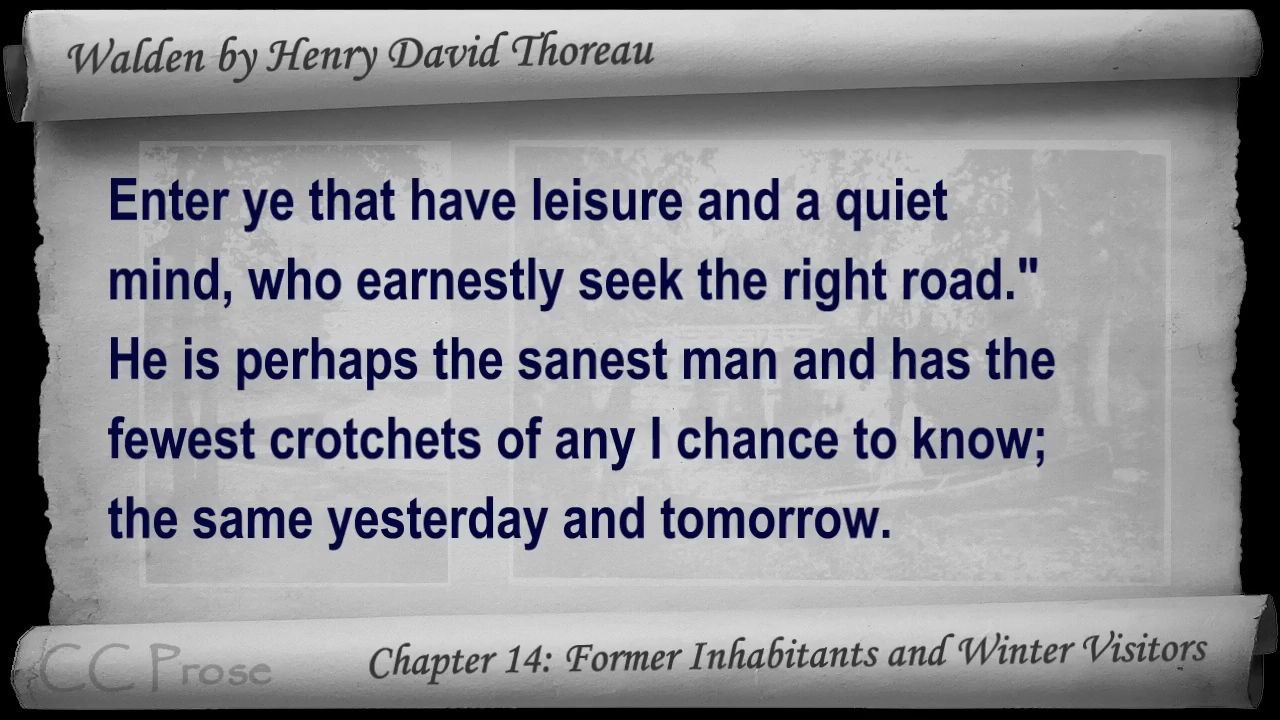 Walden by Henry David Thoreau
Enter ye that have leisure and a quiet
mind, who earnestly seek the right road."
He is perhaps the sanest man and has the
fewest crotchets of any I chance to know;
the same yesterday and tomorrow.
CC Prose
Chapter 14: Former Inhabitants and Winter Visitors